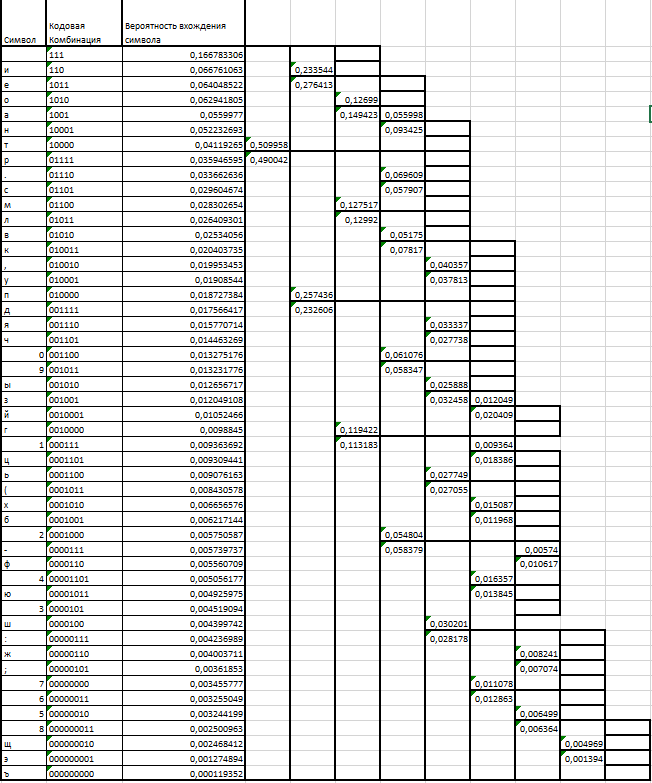 Символ Кодовая Комбинация Вероятность вхождения символа
111 0,166783306
и 110 0,066761063 0,233544
е 1011 0,064048522 0,276413
о 1010 0,062941805 0,12699
а 1001 0,0559977 0,149423 0,055998
н 10001 0,052232693 0,093425
т 10000 0,04119265 0,509958
р 01111 0,035946595 0,490042
. 01110 0,033662636 0,069609
с 01101 0,029604674 0,057907
м 01100 0,028302654 0,127517
л 01011 0,026409301 0,12992
в 01010 0,02534056 0,05175
к 010011 0,020403735 0,07817
, 010010 0,019953453 0,040357
у 010001 0,01908544 0,037813
п 010000 0,018727384 0,257436
д 001111 0,017566417 0,232606
я 001110 0,015770714 0,033337
ч 001101 0,014463269 0,027738
0 001100 0,013275176 0,061076
9 001011 0,013231776 0,058347
ы 001010 0,012656717 0,025888
з 001001 0,012049108 0,032458 0,012049
й 0010001 0,01052466 0,020409
г 0010000 0,0098845 0,119422
1 000111 0,009363692 0,113183 0,009364
ц 0001101 0,009309441 0,018386
ь 0001100 0,009076163 0,027749
( 0001011 0,008430578 0,027055
х 0001010 0,006656576 0,015087
б 0001001 0,006217144 0,011968
2 0001000 0,005750587 0,054804
- 0000111 0,005739737 0,058379 0,00574
ф 0000110 0,005560709 0,010617
4 00001101 0,005056177 0,016357
ю 00001011 0,004925975 0,013845
3 0000101 0,004519094
ш 0000100 0,004399742 0,030201
: 00000111 0,004236989 0,028178
ж 00000110 0,004003711 0,008241
; 00000101 0,00361853 0,007074
7 00000000 0,003455777 0,011078
6 00000011 0,003255049 0,012863
5 00000010 0,003244199 0,006499
8 000000011 0,002500963 0,006364
щ 000000010 0,002468412 0,004969
э 000000001 0,001274894 0,001394
ъ 000000000 0,000119352